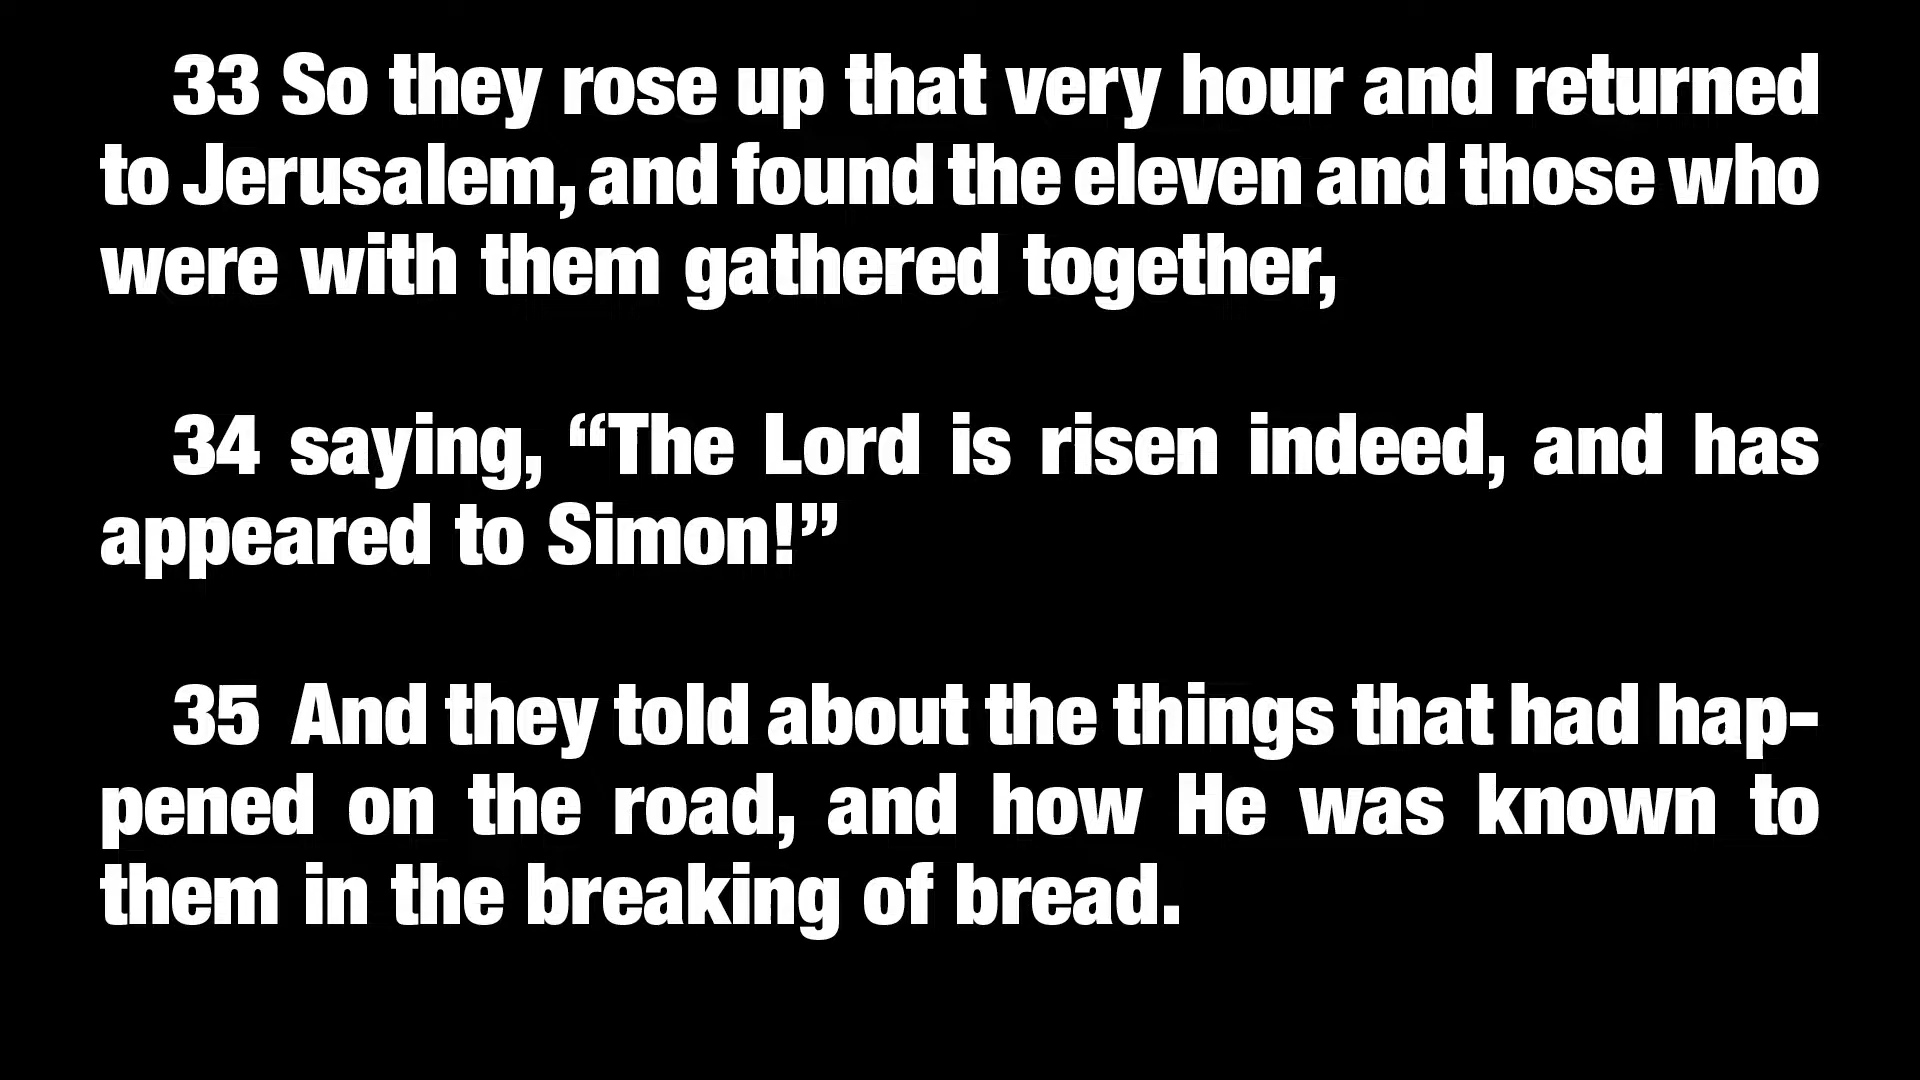 33 So they rose up that very hour and returned
to Jerusalem, and found the eleven and those who
were with them gathered together,
34 saying, “The Lord is risen indeed, and has
appeared to Simon!”
35 And they told about the things that had hap-
pened on the road, and how He was known to
them in the breaking of bread.